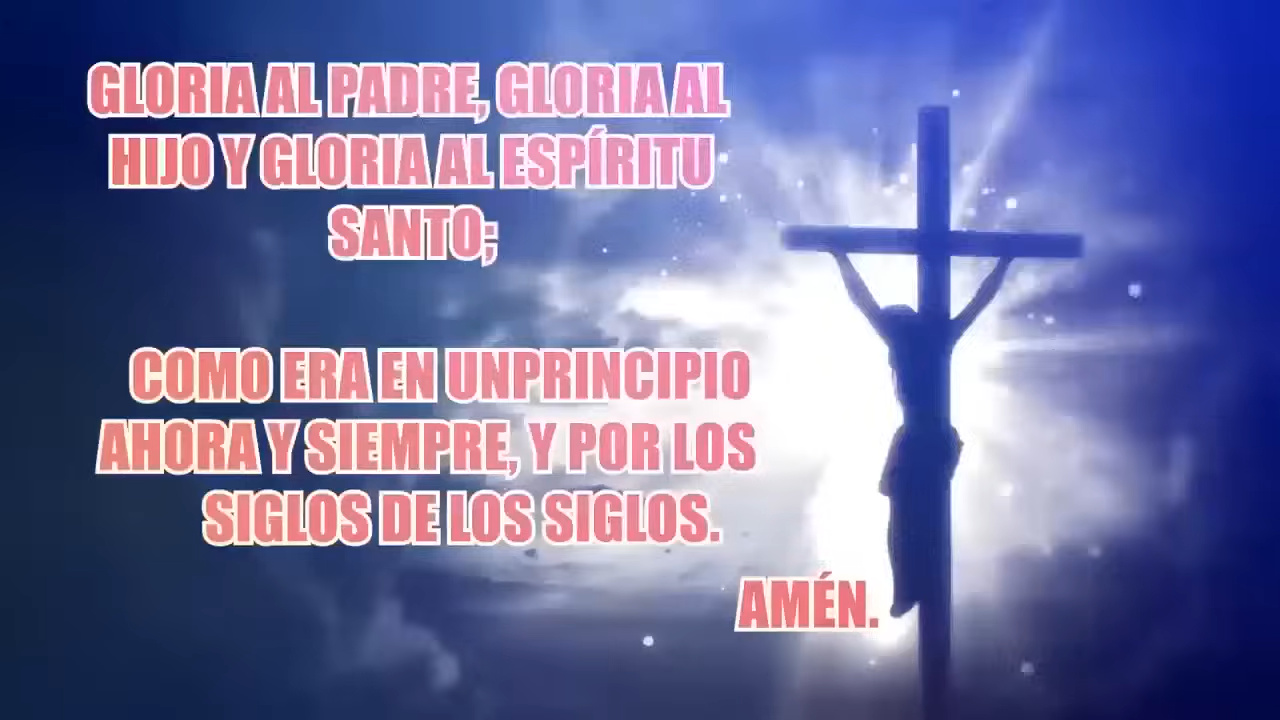 GLORIA AL PADRE, GLORIA AL
HIJO Y GLORIA AL ESPÍRITU
SANTO;
COMO ERA EN UNPRINCIPIO
AHORA Y SIEMPRE, Y POR LOS
SIGLOS DE LOS SIGLOS.
AMÉN.